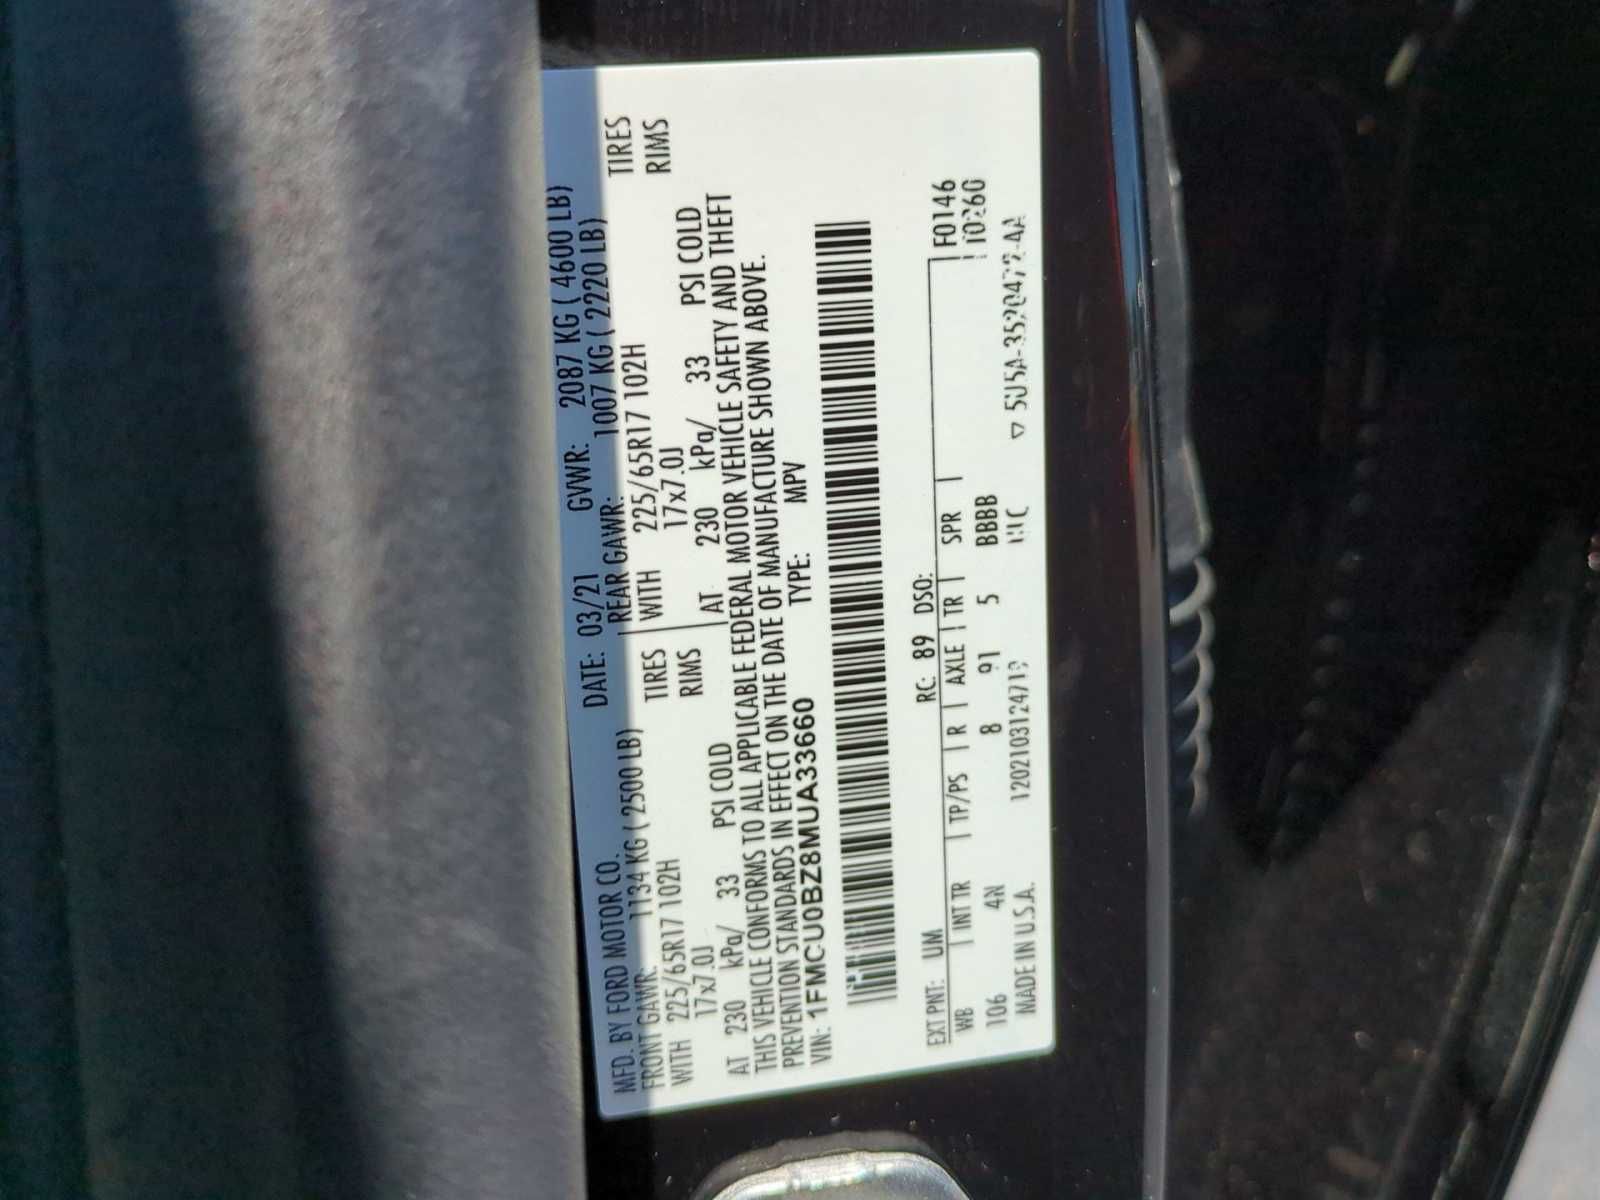 MFD. BY FORD MOTOR CO. DATE: 03/21 GVWR: 2087 KG ( 4600 LB)
FRONT GAWR: 1134 KG ( 2500 LB) REAR GAWR: 1007 KG ( 2220 LB)
WITH 225/65R17 102H TIRES WITH 225/65R17 102H TIRES
17x7.0J RIMS 17x7.0J RIMS
AT 230 kPa/ 33 PSI COLD AT 230 kPa/ 33 PSI COLD
THIS VEHICLE CONFORMS TO ALL APPLICABLE FEDERAL MOTOR VEHICLE SAFETY AND THEFT
PREVENTION STANDARDS IN EFFECT ON THE DATE OF MANUFACTURE SHOWN ABOVE.
VIN: 1FMCU0BZ8MUA33660 TYPE: MPV
EXT PNT: UM RC: 89 DSO: F0146
WB INT TR TP/PS R AXLE TR SPR 10260
106 4N 8 91 5 BBBB
MADE IN U.S.A. 12021031247 5U5A-3520472-AA